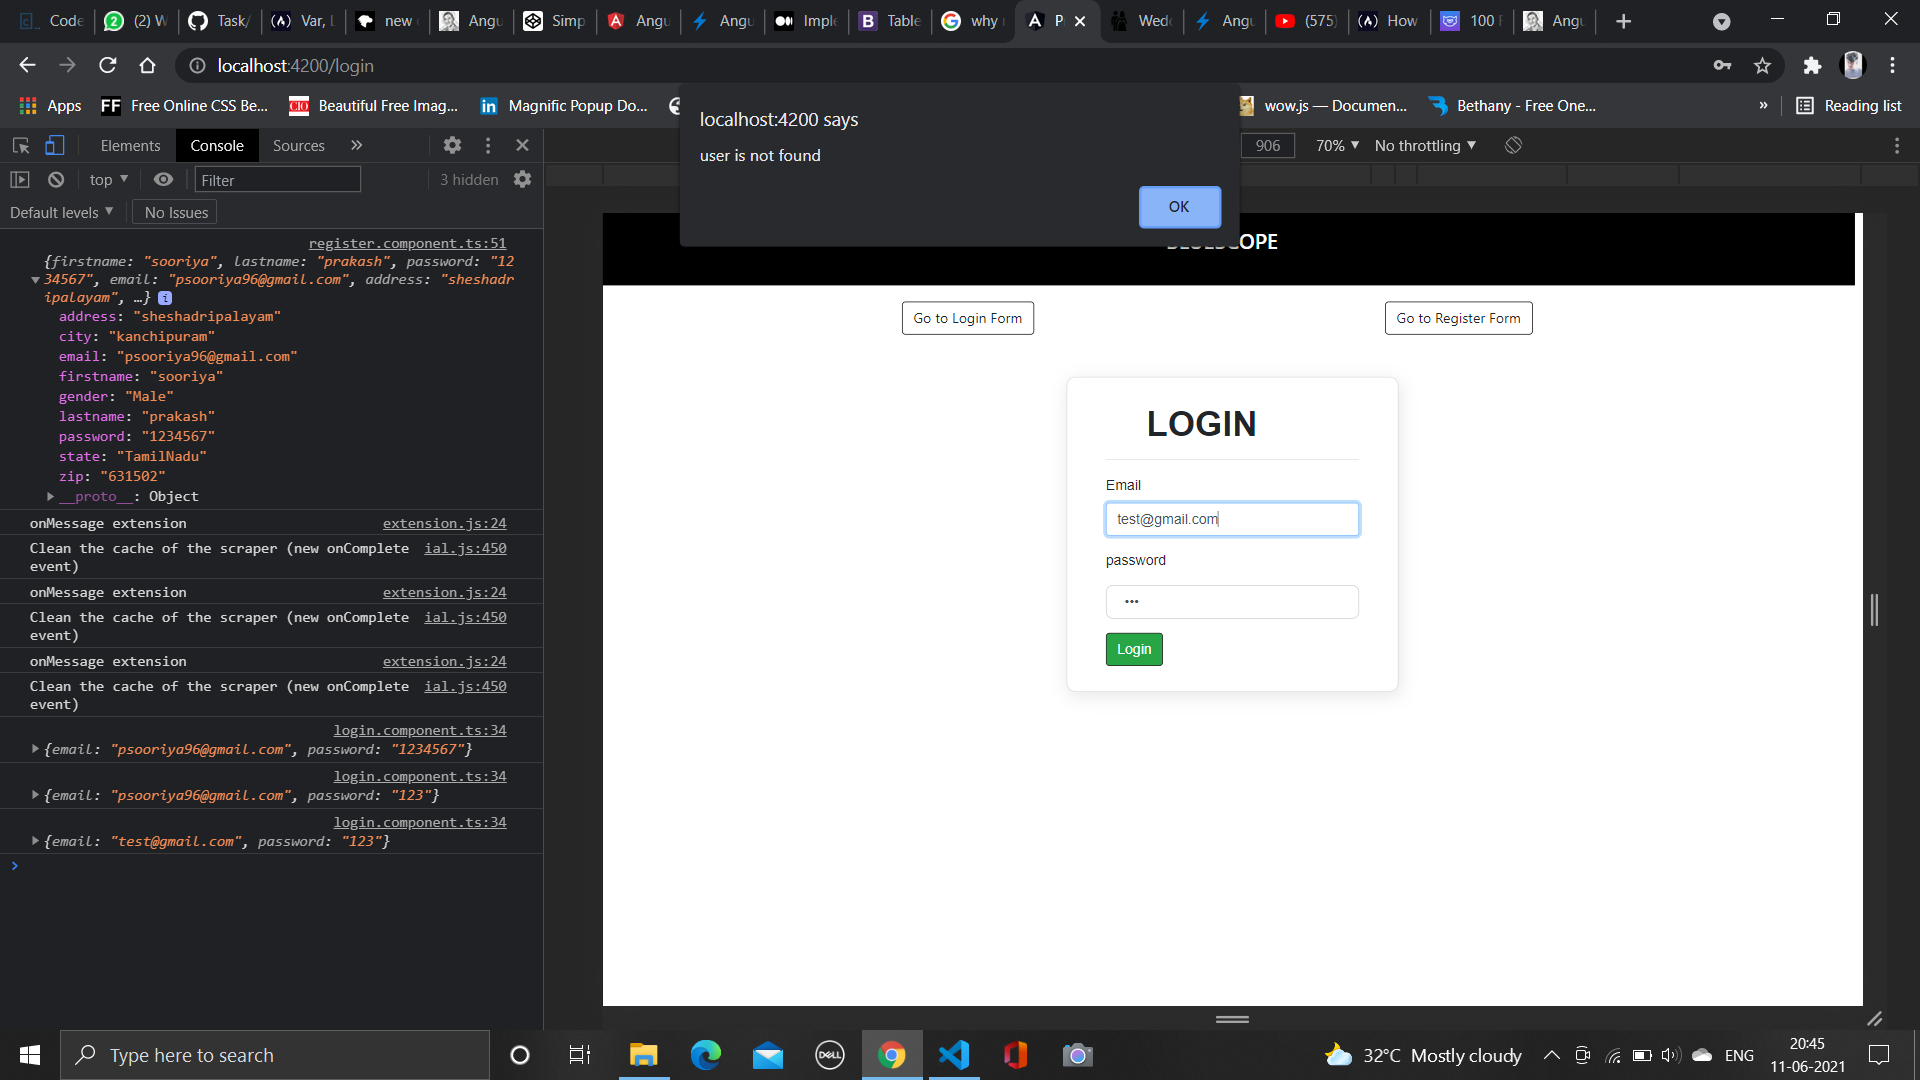 Code
(2) W
Task/
Var, L
new
Angu
Simp
Angu
Angu
Imple
Table
why
P
Wedd
Angu
(575)
How
100 F
Angu
localhost:4200/login
Apps
Free Online CSS Be...
Beautiful Free Imag...
Magnific Popup Do...
wow.js — Documen...
Bethany - Free One...
»
Reading list
localhost:4200 says
user is not found
OK
Elements
Console
Sources
»
906
70%
No throttling
top
Filter
3 hidden
Default levels
No Issues
register.component.ts:51
{firstname: "sooriya", lastname: "prakash", password: "12
34567", email: "psooriya96@gmail.com", address: "sheshadr
ipalayam", …}
address: "sheshadripalayam"
city: "kanchipuram"
email: "psooriya96@gmail.com"
firstname: "sooriya"
gender: "Male"
lastname: "prakash"
password: "1234567"
state: "TamilNadu"
zip: "631502"
__proto__: Object
onMessage extension extension.js:24
Clean the cache of the scraper (new onComplete ial.js:450
event)
onMessage extension extension.js:24
Clean the cache of the scraper (new onComplete ial.js:450
event)
onMessage extension extension.js:24
Clean the cache of the scraper (new onComplete ial.js:450
event)
login.component.ts:34
{email: "psooriya96@gmail.com", password: "1234567"}
login.component.ts:34
{email: "psooriya96@gmail.com", password: "123"}
login.component.ts:34
{email: "test@gmail.com", password: "123"}
Go to Login Form
Go to Register Form
LOGIN
Email
test@gmail.com
password
•••
Login
Type here to search
DELL
32°C Mostly cloudy
ENG
20:45
11-06-2021